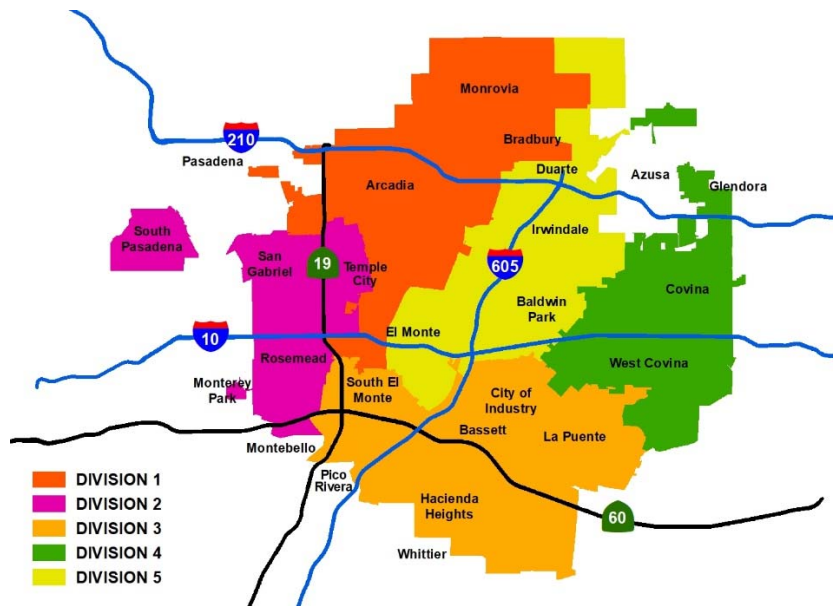 Monrovia
210
Bradbury
Pasadena
Duarte
Azusa
Arcadia
Glendora
South
Pasadena
Irwindale
San
Gabriel
19
Temple
City
605
Covina
Baldwin
Park
10
El Monte
Rosemead
West Covina
Monterey
Park
South El
Monte
City of
Industry
Bassett
La Puente
Montebello
Pico
Rivera
DIVISION 1
DIVISION 2
DIVISION 3
DIVISION 4
DIVISION 5
Hacienda
Heights
60
Whittier